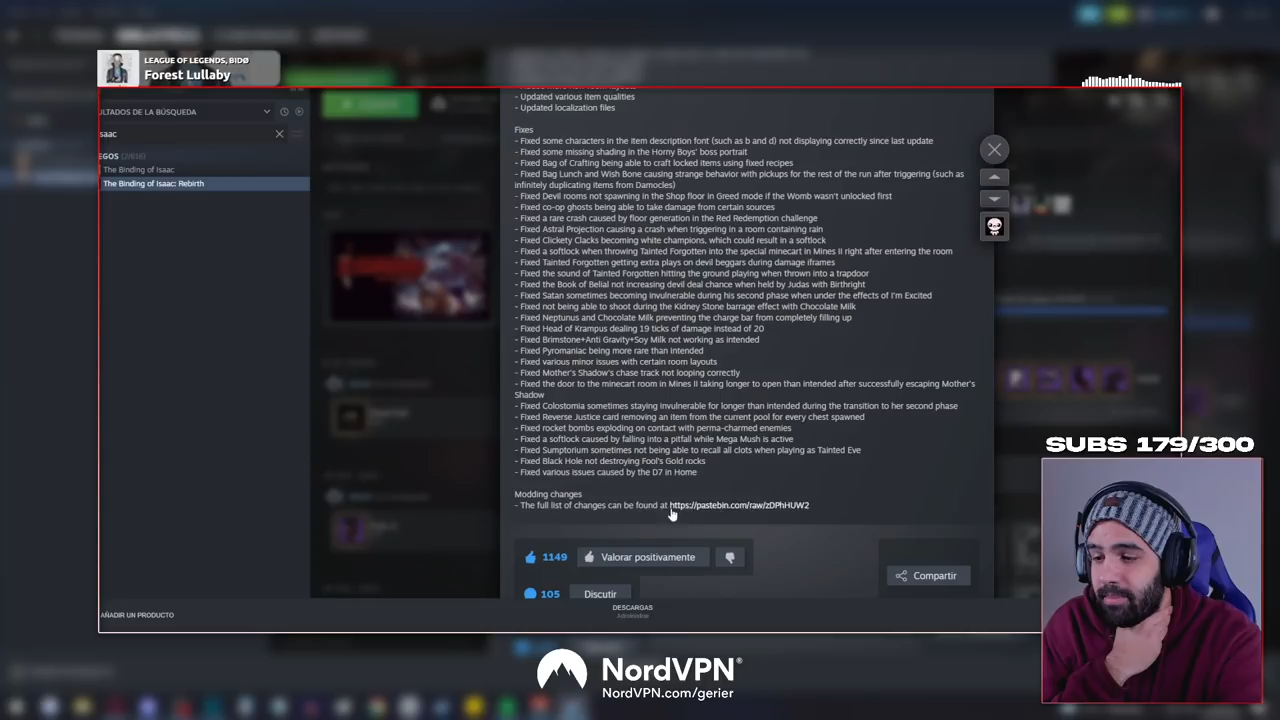 LEAGUE OF LEGENDS, BIDØ
Forest Lullaby
ULTADOS DE LA BÚSQUEDA
saac
EGOS (2/616)
The Binding of Isaac
The Binding of Isaac: Rebirth
AÑADIR UN PRODUCTO
- Updated various item qualities
- Updated localization files
Fixes
- Fixed some characters in the item description font (such as b and d) not displaying correctly since last update
- Fixed some missing shading in the Horny Boys' boss portrait
- Fixed Bag of Crafting being able to craft locked items using fixed recipes
- Fixed Bag Lunch and Wish Bone causing strange behavior with pickups for the rest of the run after triggering (such as
infinitely duplicating items from Damocles)
- Fixed Devil rooms not spawning in the Shop floor in Greed mode if the Womb wasn't unlocked first
- Fixed co-op ghosts being able to take damage from certain sources
- Fixed a rare crash caused by floor generation in the Red Redemption challenge
- Fixed Astral Projection causing a crash when triggering in a room containing rain
- Fixed Clickety Clacks becoming white champions, which could result in a softlock
- Fixed a softlock when throwing Tainted Forgotten into the special minecart in Mines II right after entering the room
- Fixed Tainted Forgotten getting extra plays on devil beggars during damage iframes
- Fixed the sound of Tainted Forgotten hitting the ground playing when thrown into a trapdoor
- Fixed the Book of Belial not increasing devil deal chance when held by Judas with Birthright
- Fixed Satan sometimes becoming invulnerable during his second phase when under the effects of I'm Excited
- Fixed not being able to shoot during the Kidney Stone barrage effect with Chocolate Milk
- Fixed Neptunus and Chocolate Milk preventing the charge bar from completely filling up
- Fixed Head of Krampus dealing 19 ticks of damage instead of 20
- Fixed Brimstone+Anti Gravity+Soy Milk not working as intended
- Fixed Pyromaniac being more rare than intended
- Fixed various minor issues with certain room layouts
- Fixed Mother's Shadow's chase track not looping correctly
- Fixed the door to the minecart room in Mines II taking longer to open than intended after successfully escaping Mother's
Shadow
- Fixed Colostomia sometimes staying invulnerable for longer than intended during the transition to her second phase
- Fixed Reverse Justice card removing an item from the current pool for every chest spawned
- Fixed rocket bombs exploding on contact with perma-charmed enemies
- Fixed a softlock caused by falling into a pitfall while Mega Mush is active
- Fixed Sumptorium sometimes not being able to recall all clots when playing as Tainted Eve
- Fixed Black Hole not destroying Fool's Gold rocks
- Fixed various issues caused by the D7 in Home
Modding changes
- The full list of changes can be found at https://pastebin.com/raw/zDPhHUW2
1149
Valorar positivamente
Compartir
105
Discutir
DESCARGAS
Administrar
SUBS 179/300
NordVPN®
NordVPN.com/gerier